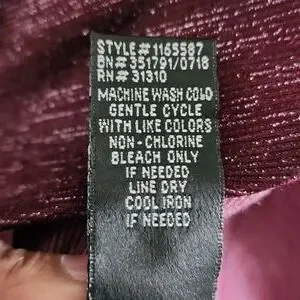 STYLE# 1165587
BN# 351791/0718
RN# 31310
MACHINE WASH COLD
GENTLE CYCLE
WITH LIKE COLORS
NON-CHLORINE
BLEACH ONLY
IF NEEDED
LINE DRY
COOL IRON
IF NEEDED